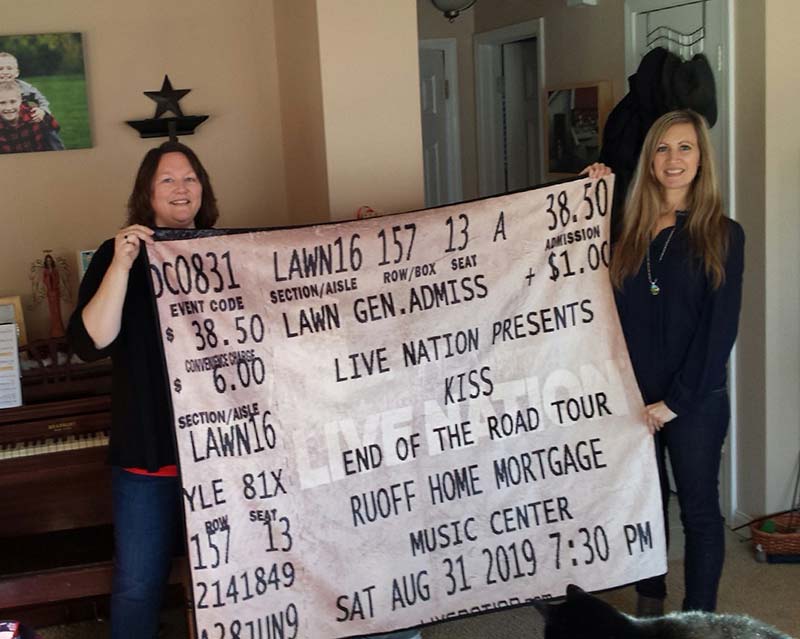 DC0831 LAWN16 157 13 A 38.50
EVENT CODE SECTION/AISLE ROW/BOX SEAT ADMISSION
$ 38.50 LAWN GEN.ADMISS + $1.00
CONVENIENCE CHARGE
$ 6.00
LIVE NATION PRESENTS
KISS
LIVE NATION
SECTION/AISLE
LAWN16
END OF THE ROAD TOUR
YLE 81X
RUOFF HOME MORTGAGE
ROW SEAT
157 13
MUSIC CENTER
2141849
SAT AUG 31 2019 7:30 PM
A28JUN9
LIVENATION.com